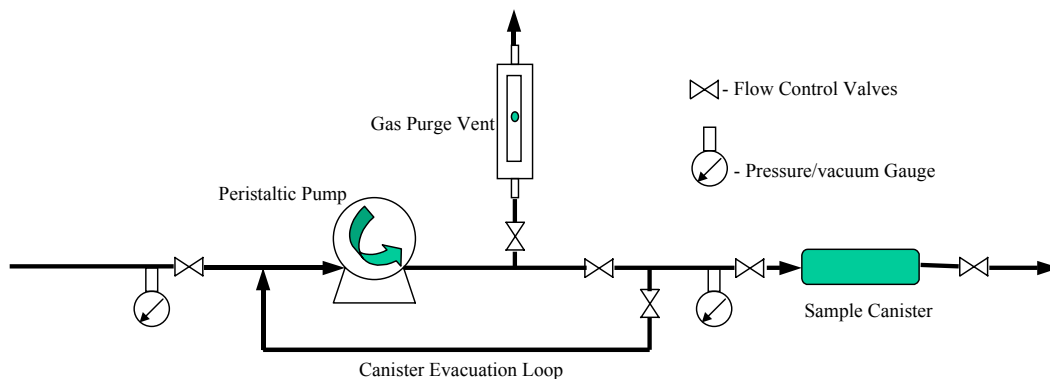 Gas Purge Vent
- Flow Control Valves
- Pressure/vacuum Gauge
Peristaltic Pump
Sample Canister
Canister Evacuation Loop